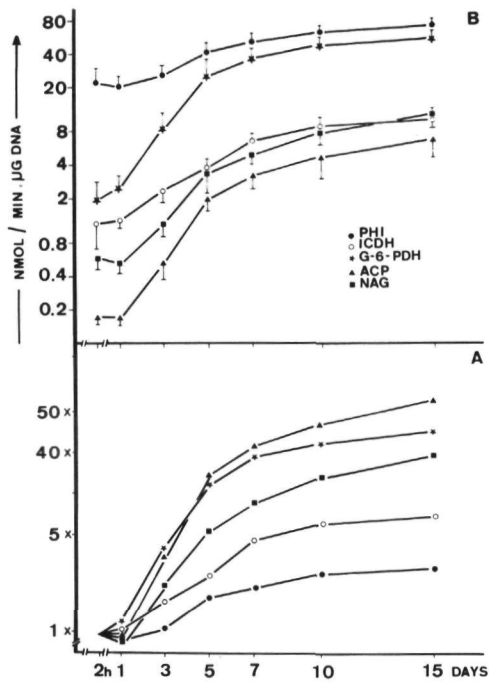 B
80
40
20
8
4
2
0.8
0.4
0.2
NMOL / MIN . µG DNA
PHI
ICDH
G-6-PDH
ACP
NAG
A
50 x
40 x
5 x
1 x
2h 1 3 5 7 10 15 DAYS